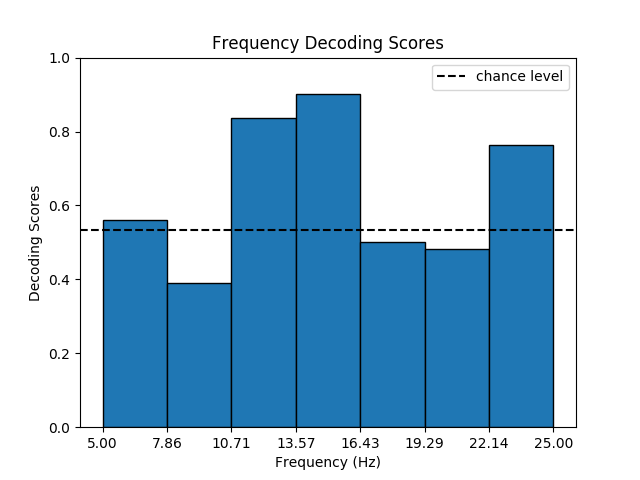 Frequency Decoding Scores
chance level
1.0
0.8
0.6
0.4
0.2
0.0
Decoding Scores
5.00 7.86 10.71 13.57 16.43 19.29 22.14 25.00
Frequency (Hz)